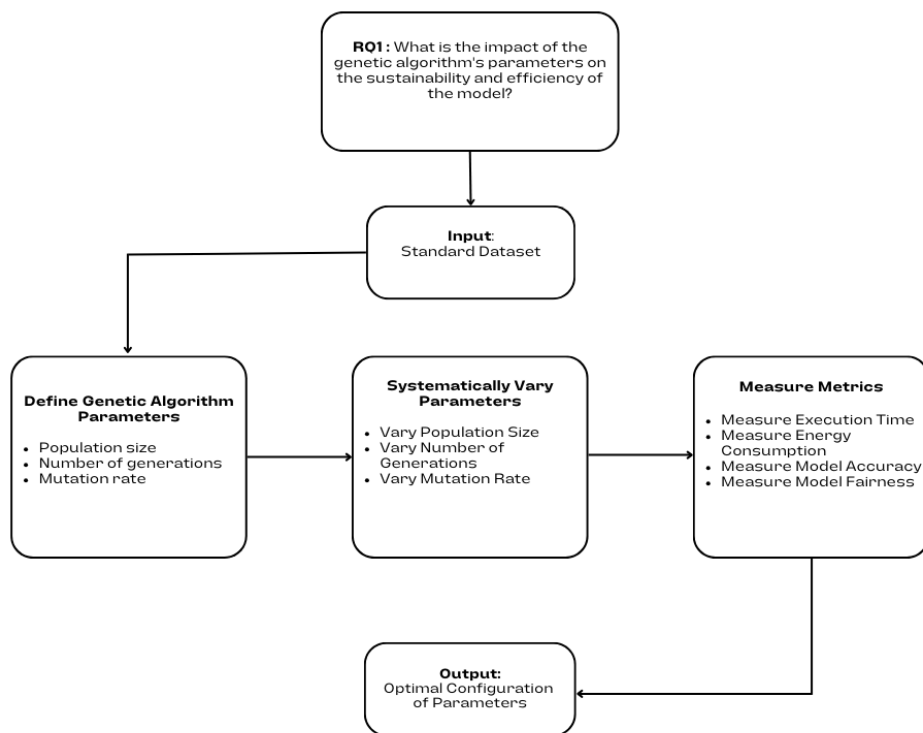 RQ1 : What is the impact of the
genetic algorithm's parameters on
the sustainability and efficiency of
the model?
Input:
Standard Dataset
Define Genetic Algorithm
Parameters
• Population size
• Number of generations
• Mutation rate
Systematically Vary
Parameters
• Vary Population Size
• Vary Number of
Generations
• Vary Mutation Rate
Measure Metrics
• Measure Execution Time
• Measure Energy
Consumption
• Measure Model Accuracy
• Measure Model Fairness
Output:
Optimal Configuration
of Parameters